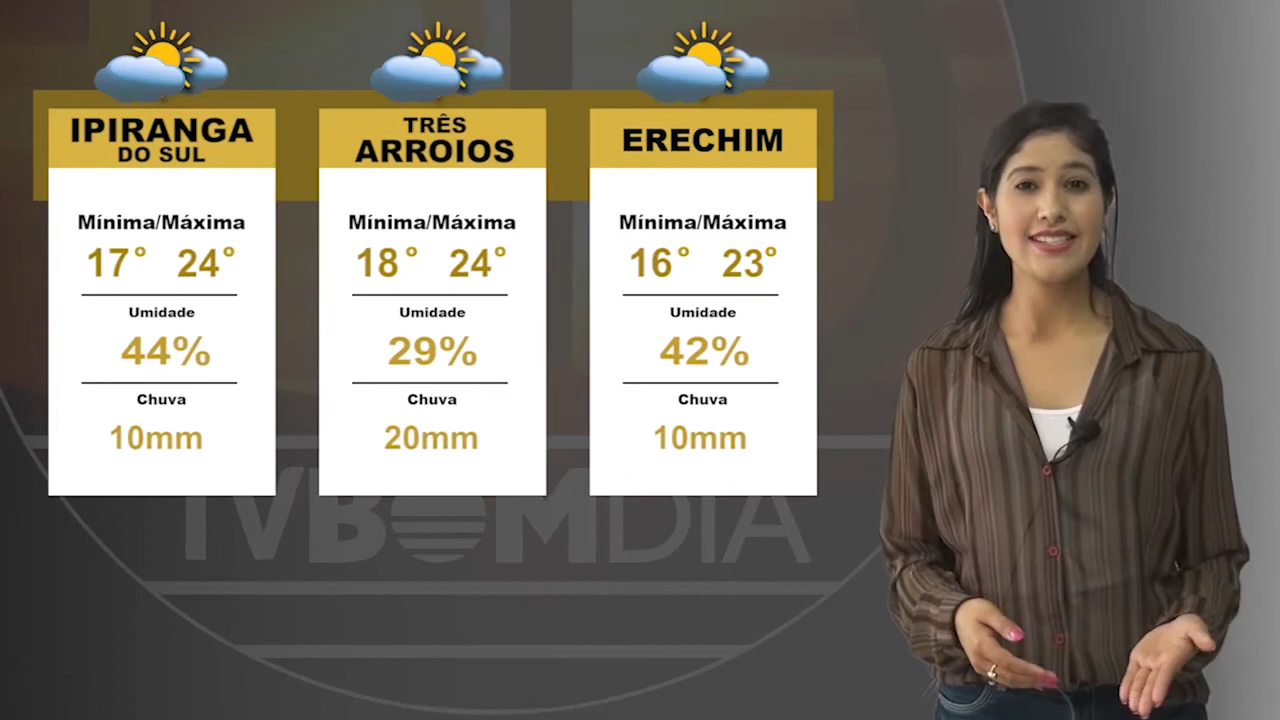 IPIRANGA
DO SUL
Mínima/Máxima
17° 24°
Umidade
44%
Chuva
10mm
TRÊS
ARROIOS
Mínima/Máxima
18° 24°
Umidade
29%
Chuva
20mm
ERECHIM
Mínima/Máxima
16° 23°
Umidade
42%
Chuva
10mm
TVBOMDIA